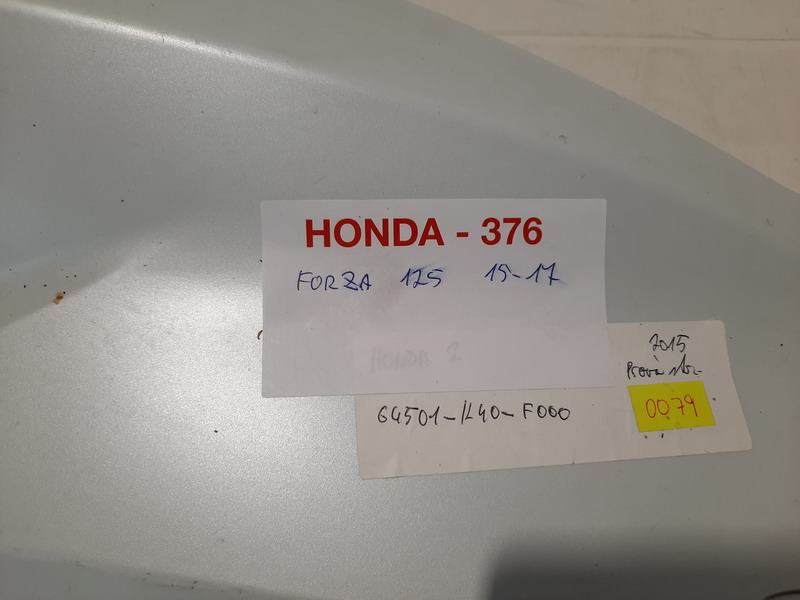 HONDA - 376
FORZA 125 15-17
HONDA 2
2015
64501-K40-F000
0079